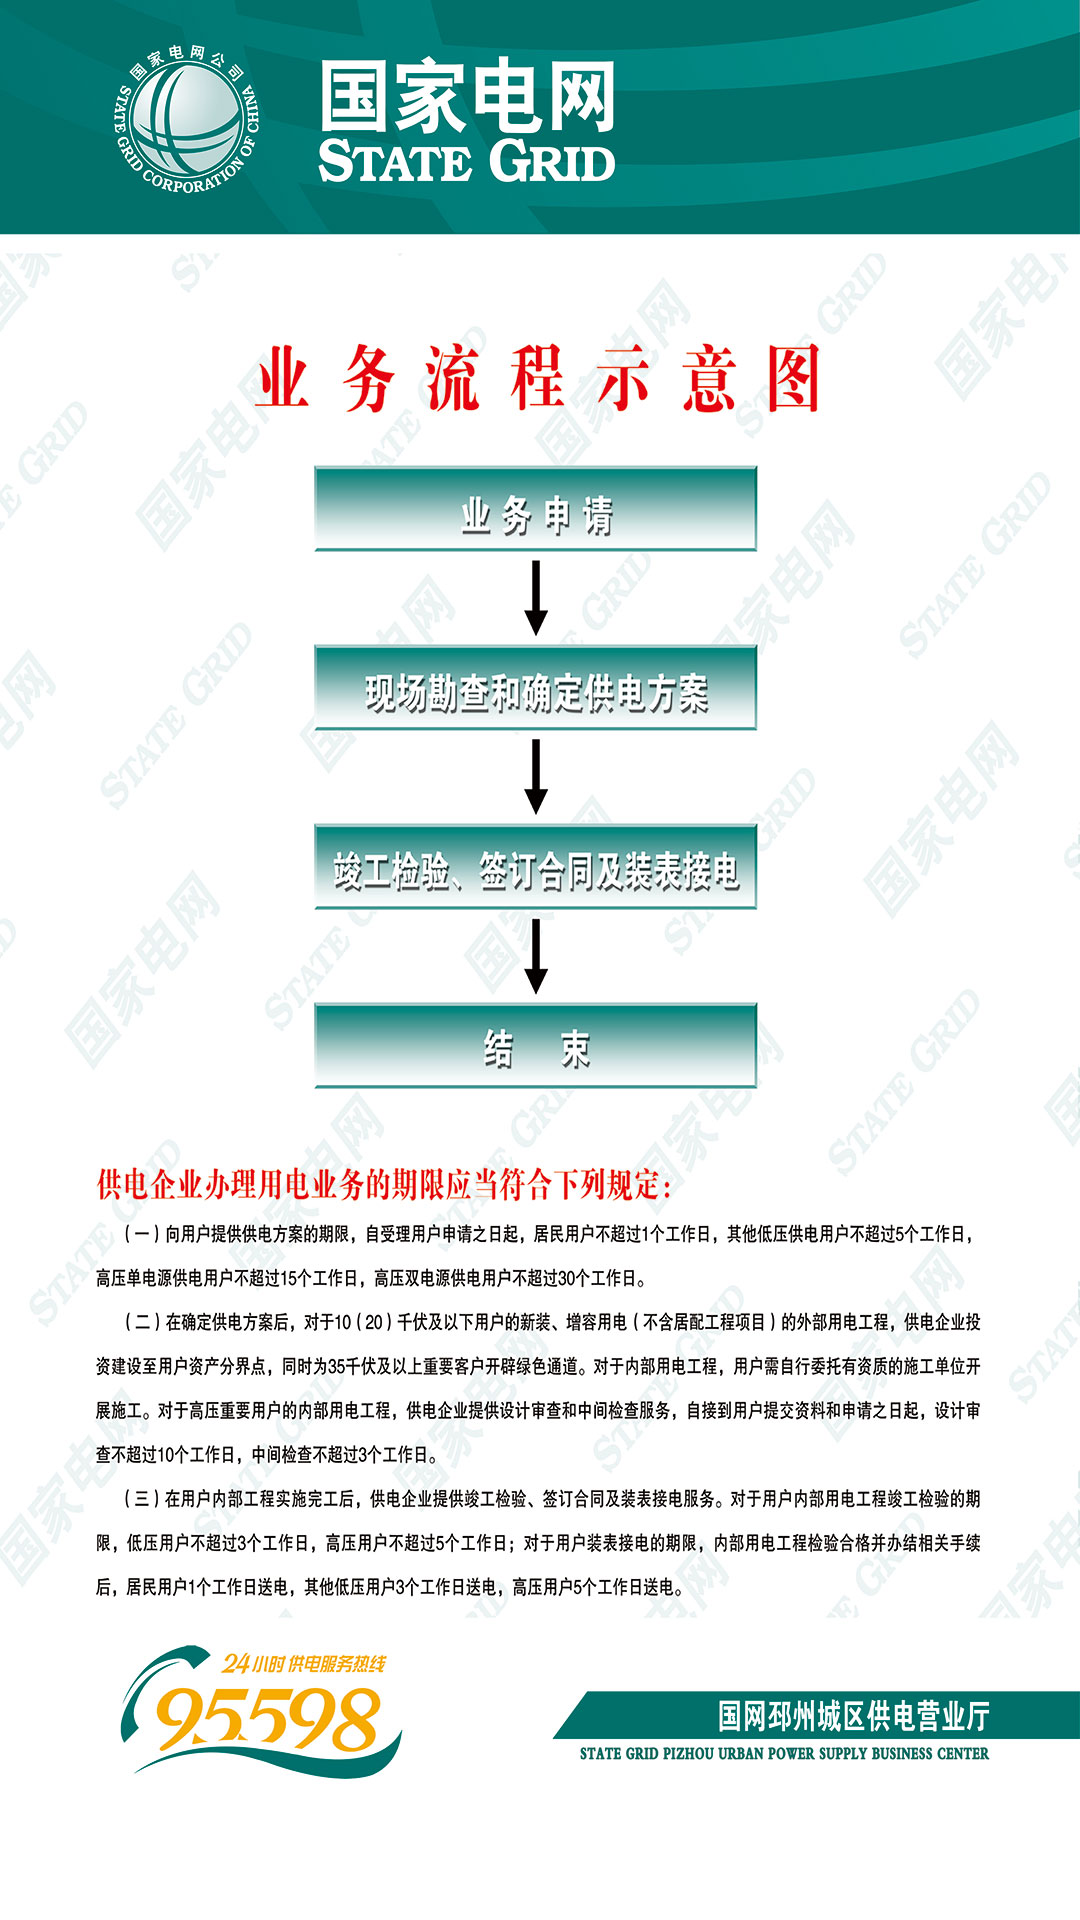 国家电网公司
STATE GRID CORPORATION OF CHINA
国家电网
STATE GRID
业务流程示意图
业务申请
现场勘查和确定供电方案
竣工检验、签订合同及装表接电
结 束
供电企业办理用电业务的期限应当符合下列规定：
（一）向用户提供供电方案的期限，自受理用户申请之日起，居民用户不超过1个工作日，其他低压供电用户不超过5个工作日，
高压单电源供电用户不超过15个工作日，高压双电源供电用户不超过30个工作日。
（二）在确定供电方案后，对于10（20）千伏及以下用户的新装、增容用电（不含居配工程项目）的外部用电工程，供电企业投
资建设至用户资产分界点，同时为35千伏及以上重要客户开辟绿色通道。对于内部用电工程，用户需自行委托有资质的施工单位开
展施工。对于高压重要用户的内部用电工程，供电企业提供设计审查和中间检查服务，自接到用户提交资料和申请之日起，设计审
查不超过10个工作日，中间检查不超过3个工作日。
（三）在用户内部工程实施完工后，供电企业提供竣工检验、签订合同及装表接电服务。对于用户内部用电工程竣工检验的期
限，低压用户不超过3个工作日，高压用户不超过5个工作日；对于用户装表接电的期限，内部用电工程检验合格并办结相关手续
后，居民用户1个工作日送电，其他低压用户3个工作日送电，高压用户5个工作日送电。
24小时 供电服务热线
95598
国网邳州城区供电营业厅
STATE GRID PIZHOU URBAN POWER SUPPLY BUSINESS CENTER